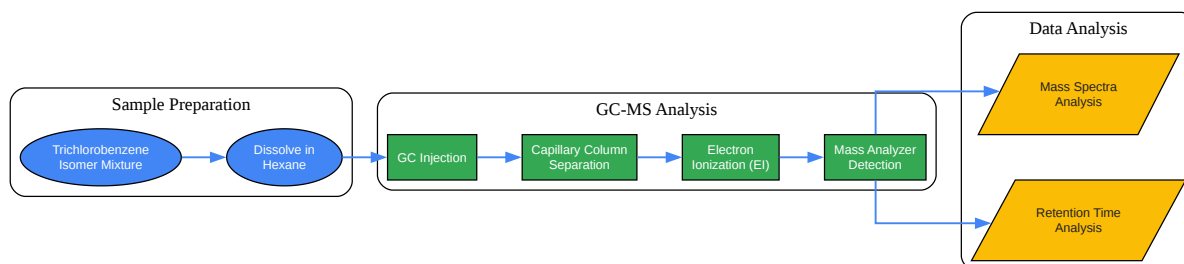 Sample Preparation
Trichlorobenzene
Isomer Mixture
Dissolve in
Hexane
GC-MS Analysis
GC Injection
Capillary Column
Separation
Electron
Ionization (EI)
Mass Analyzer
Detection
Data Analysis
Mass Spectra
Analysis
Retention Time
Analysis